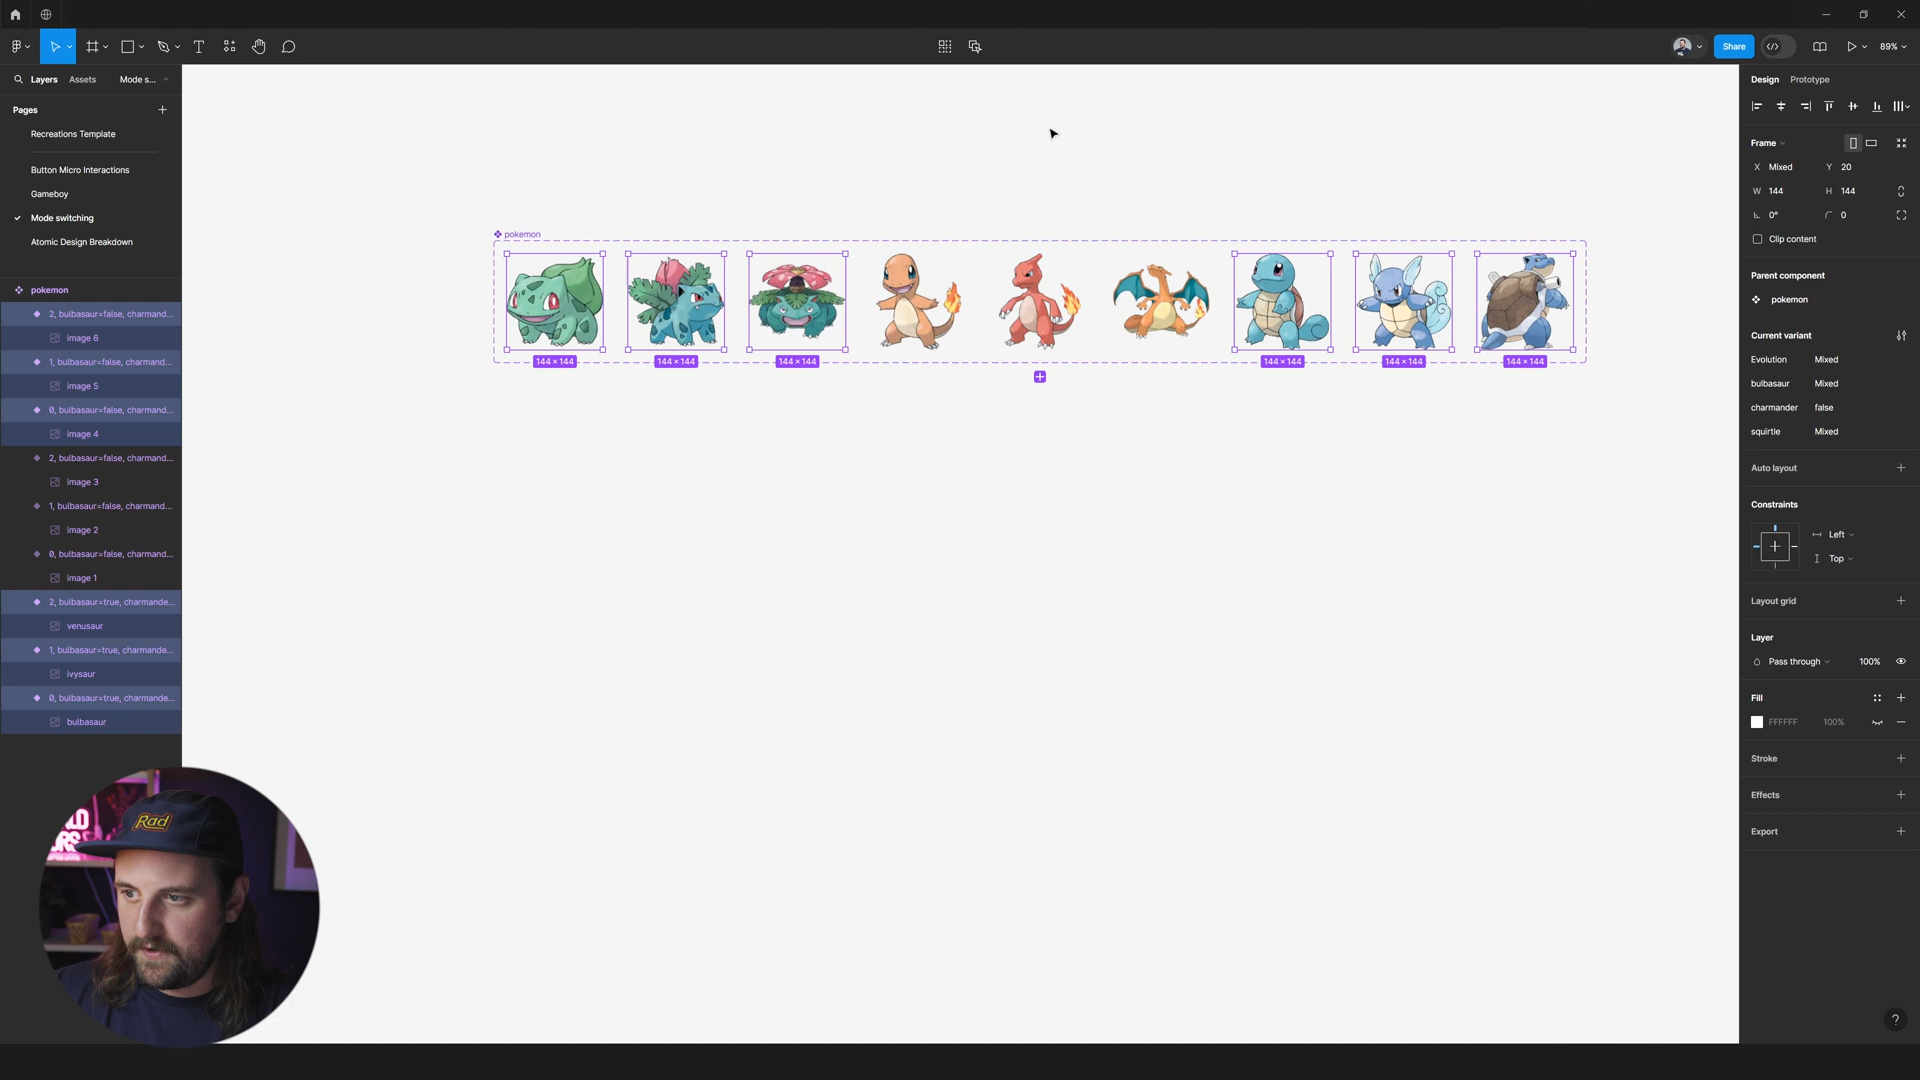 Share
89%
Layers
Assets
Mode s...
Pages
Recreations Template
Button Micro Interactions
Gameboy
Mode switching
Atomic Design Breakdown
pokemon
2, bulbasaur=false, charmand...
image 6
1, bulbasaur=false, charmand...
image 5
0, bulbasaur=false, charmand...
image 4
2, bulbasaur=false, charmand...
image 3
1, bulbasaur=false, charmand...
image 2
0, bulbasaur=false, charmand...
image 1
2, bulbasaur=true, charmande...
venusaur
1, bulbasaur=true, charmande...
ivysaur
0, bulbasaur=true, charmande...
bulbasaur
pokemon
144 × 144
144 × 144
144 × 144
144 × 144
144 × 144
144 × 144
Rad
Design
Prototype
Frame
X Mixed
Y 20
W 144
H 144
0°
0
Clip content
Parent component
pokemon
Current variant
Evolution Mixed
bulbasaur Mixed
charmander false
squirtle Mixed
Auto layout
Constraints
Left
Top
Layout grid
Layer
Pass through
100%
Fill
FFFFFF
100%
Stroke
Effects
Export
?